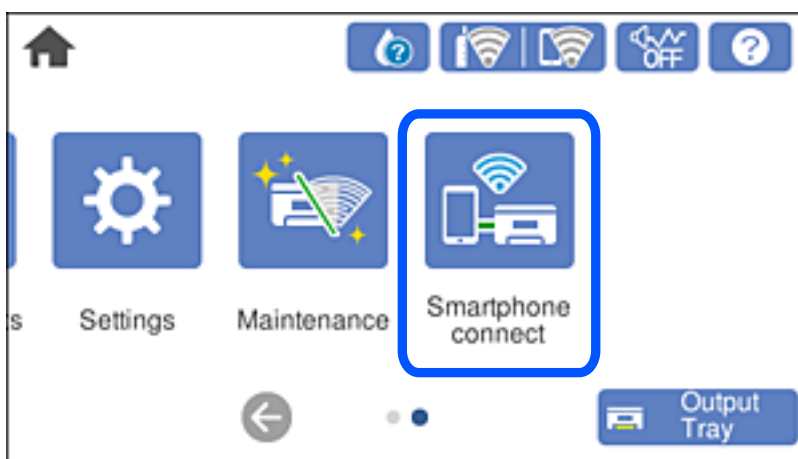 ?
OFF
?
s
Settings
Maintenance
Smartphone
connect
Output
Tray